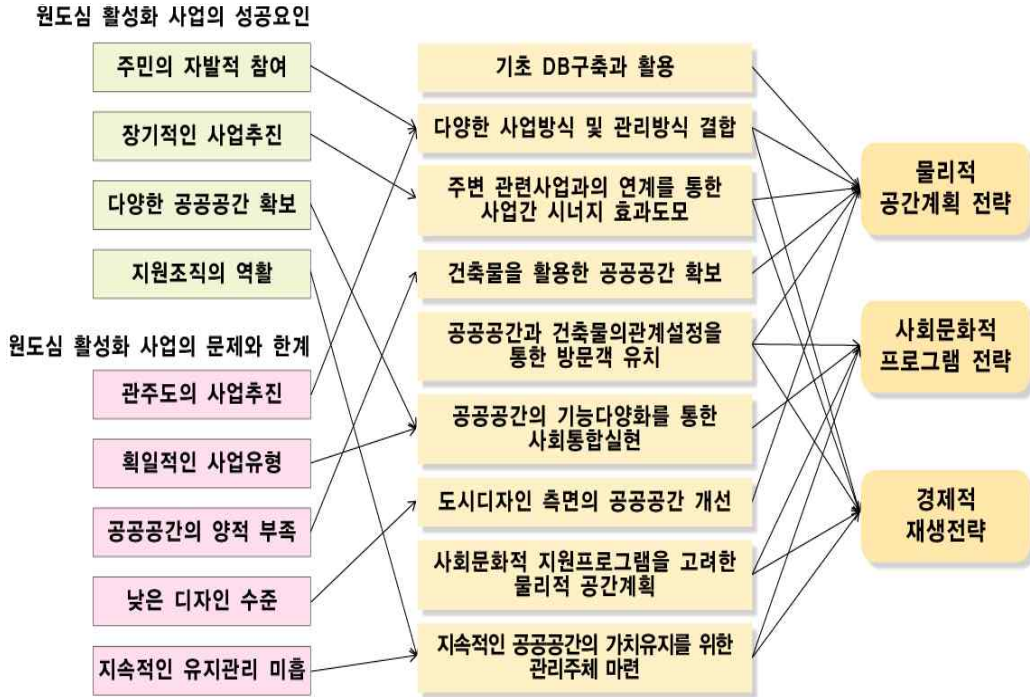 원도심 활성화 사업의 성공요인
주민의 자발적 참여
장기적인 사업추진
다양한 공공공간 확보
지원조직의 역활
원도심 활성화 사업의 문제와 한계
관주도의 사업추진
획일적인 사업유형
공공공간의 양적 부족
낮은 디자인 수준
지속적인 유지관리 미흡
기초 DB구축과 활용
다양한 사업방식 및 관리방식 결합
주변 관련사업과의 연계를 통한
사업간 시너지 효과도모
건축물을 활용한 공공공간 확보
공공공간과 건축물의관계설정을
통한 방문객 유치
공공공간의 기능다양화를 통한
사회통합실현
도시디자인 측면의 공공공간 개선
사회문화적 지원프로그램을 고려한
물리적 공간계획
지속적인 공공공간의 가치유지를 위한
관리주체 마련
물리적
공간계획 전략
사회문화적
프로그램 전략
경제적
재생전략